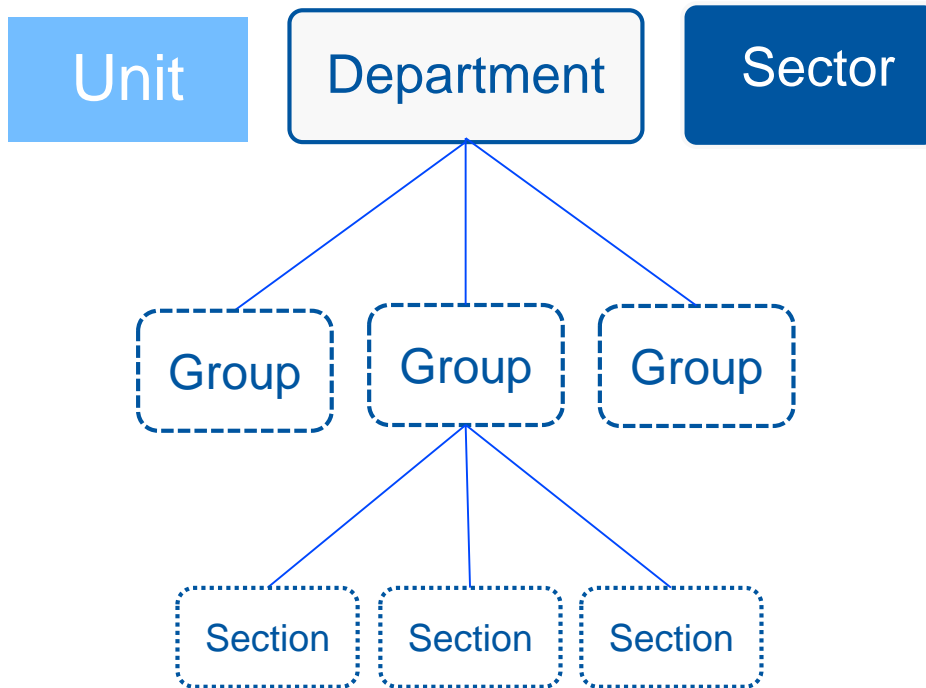 Unit
Department
Sector
Group
Group
Group
Section
Section
Section